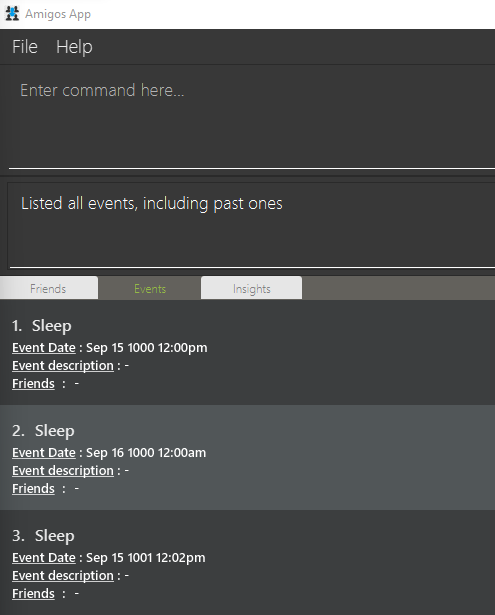 Amigos App
File Help
Enter command here...
Listed all events, including past ones
Friends Events Insights
1. Sleep
Event Date : Sep 15 1000 12:00pm
Event description : -
Friends : -
2. Sleep
Event Date : Sep 16 1000 12:00am
Event description : -
Friends : -
3. Sleep
Event Date : Sep 15 1001 12:02pm
Event description : -
Friends : -